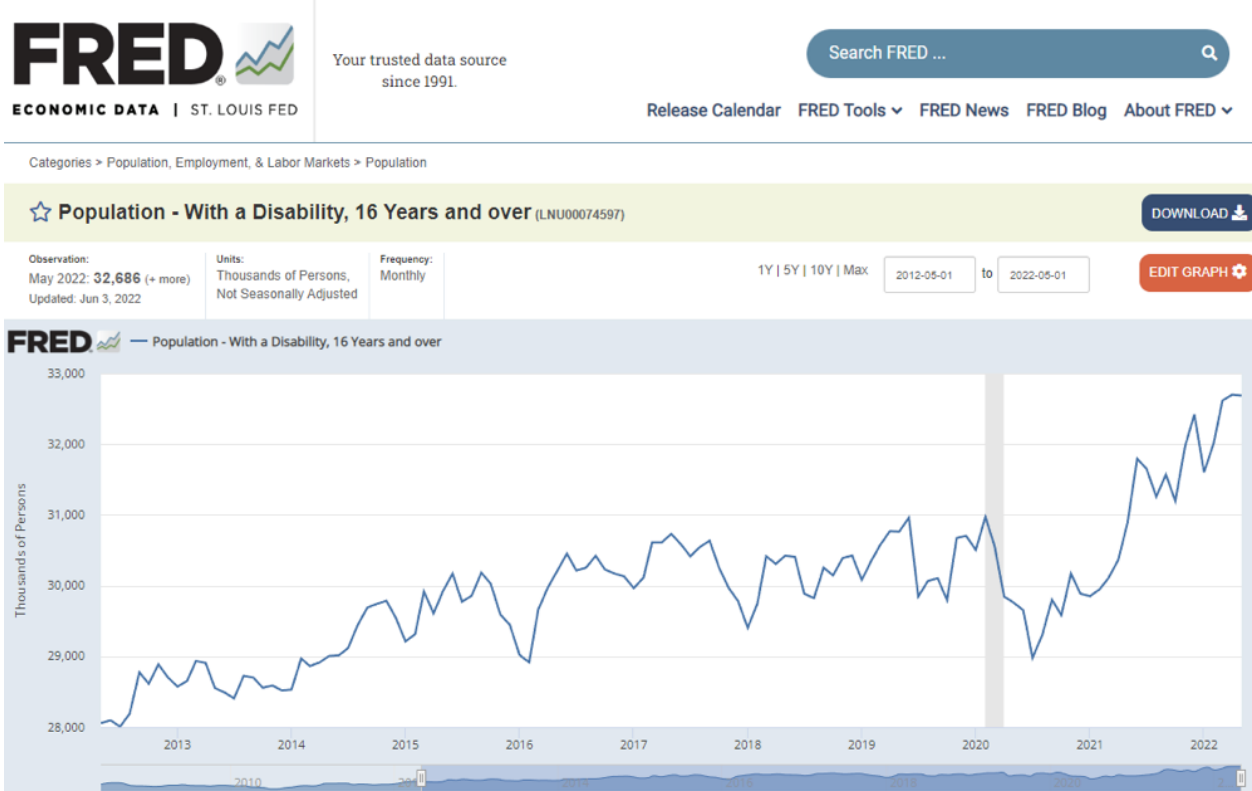 FRED®
ECONOMIC DATA | ST. LOUIS FED
Your trusted data source
since 1991.
Search FRED ...
Release Calendar FRED Tools FRED News FRED Blog About FRED
Categories > Population, Employment, & Labor Markets > Population
Population - With a Disability, 16 Years and over (LNU00074597)
DOWNLOAD
Observation:
May 2022: 32,686 (+ more)
Updated: Jun 3, 2022
Units:
Thousands of Persons,
Not Seasonally Adjusted
Frequency:
Monthly
1Y | 5Y | 10Y | Max
2012-05-01 to 2022-05-01
EDIT GRAPH
FRED — Population - With a Disability, 16 Years and over
Thousands of Persons
33,000
32,000
31,000
30,000
29,000
28,000
2013 2014 2015 2016 2017 2018 2019 2020 2021 2022
2010 2014 2016 2018 2020